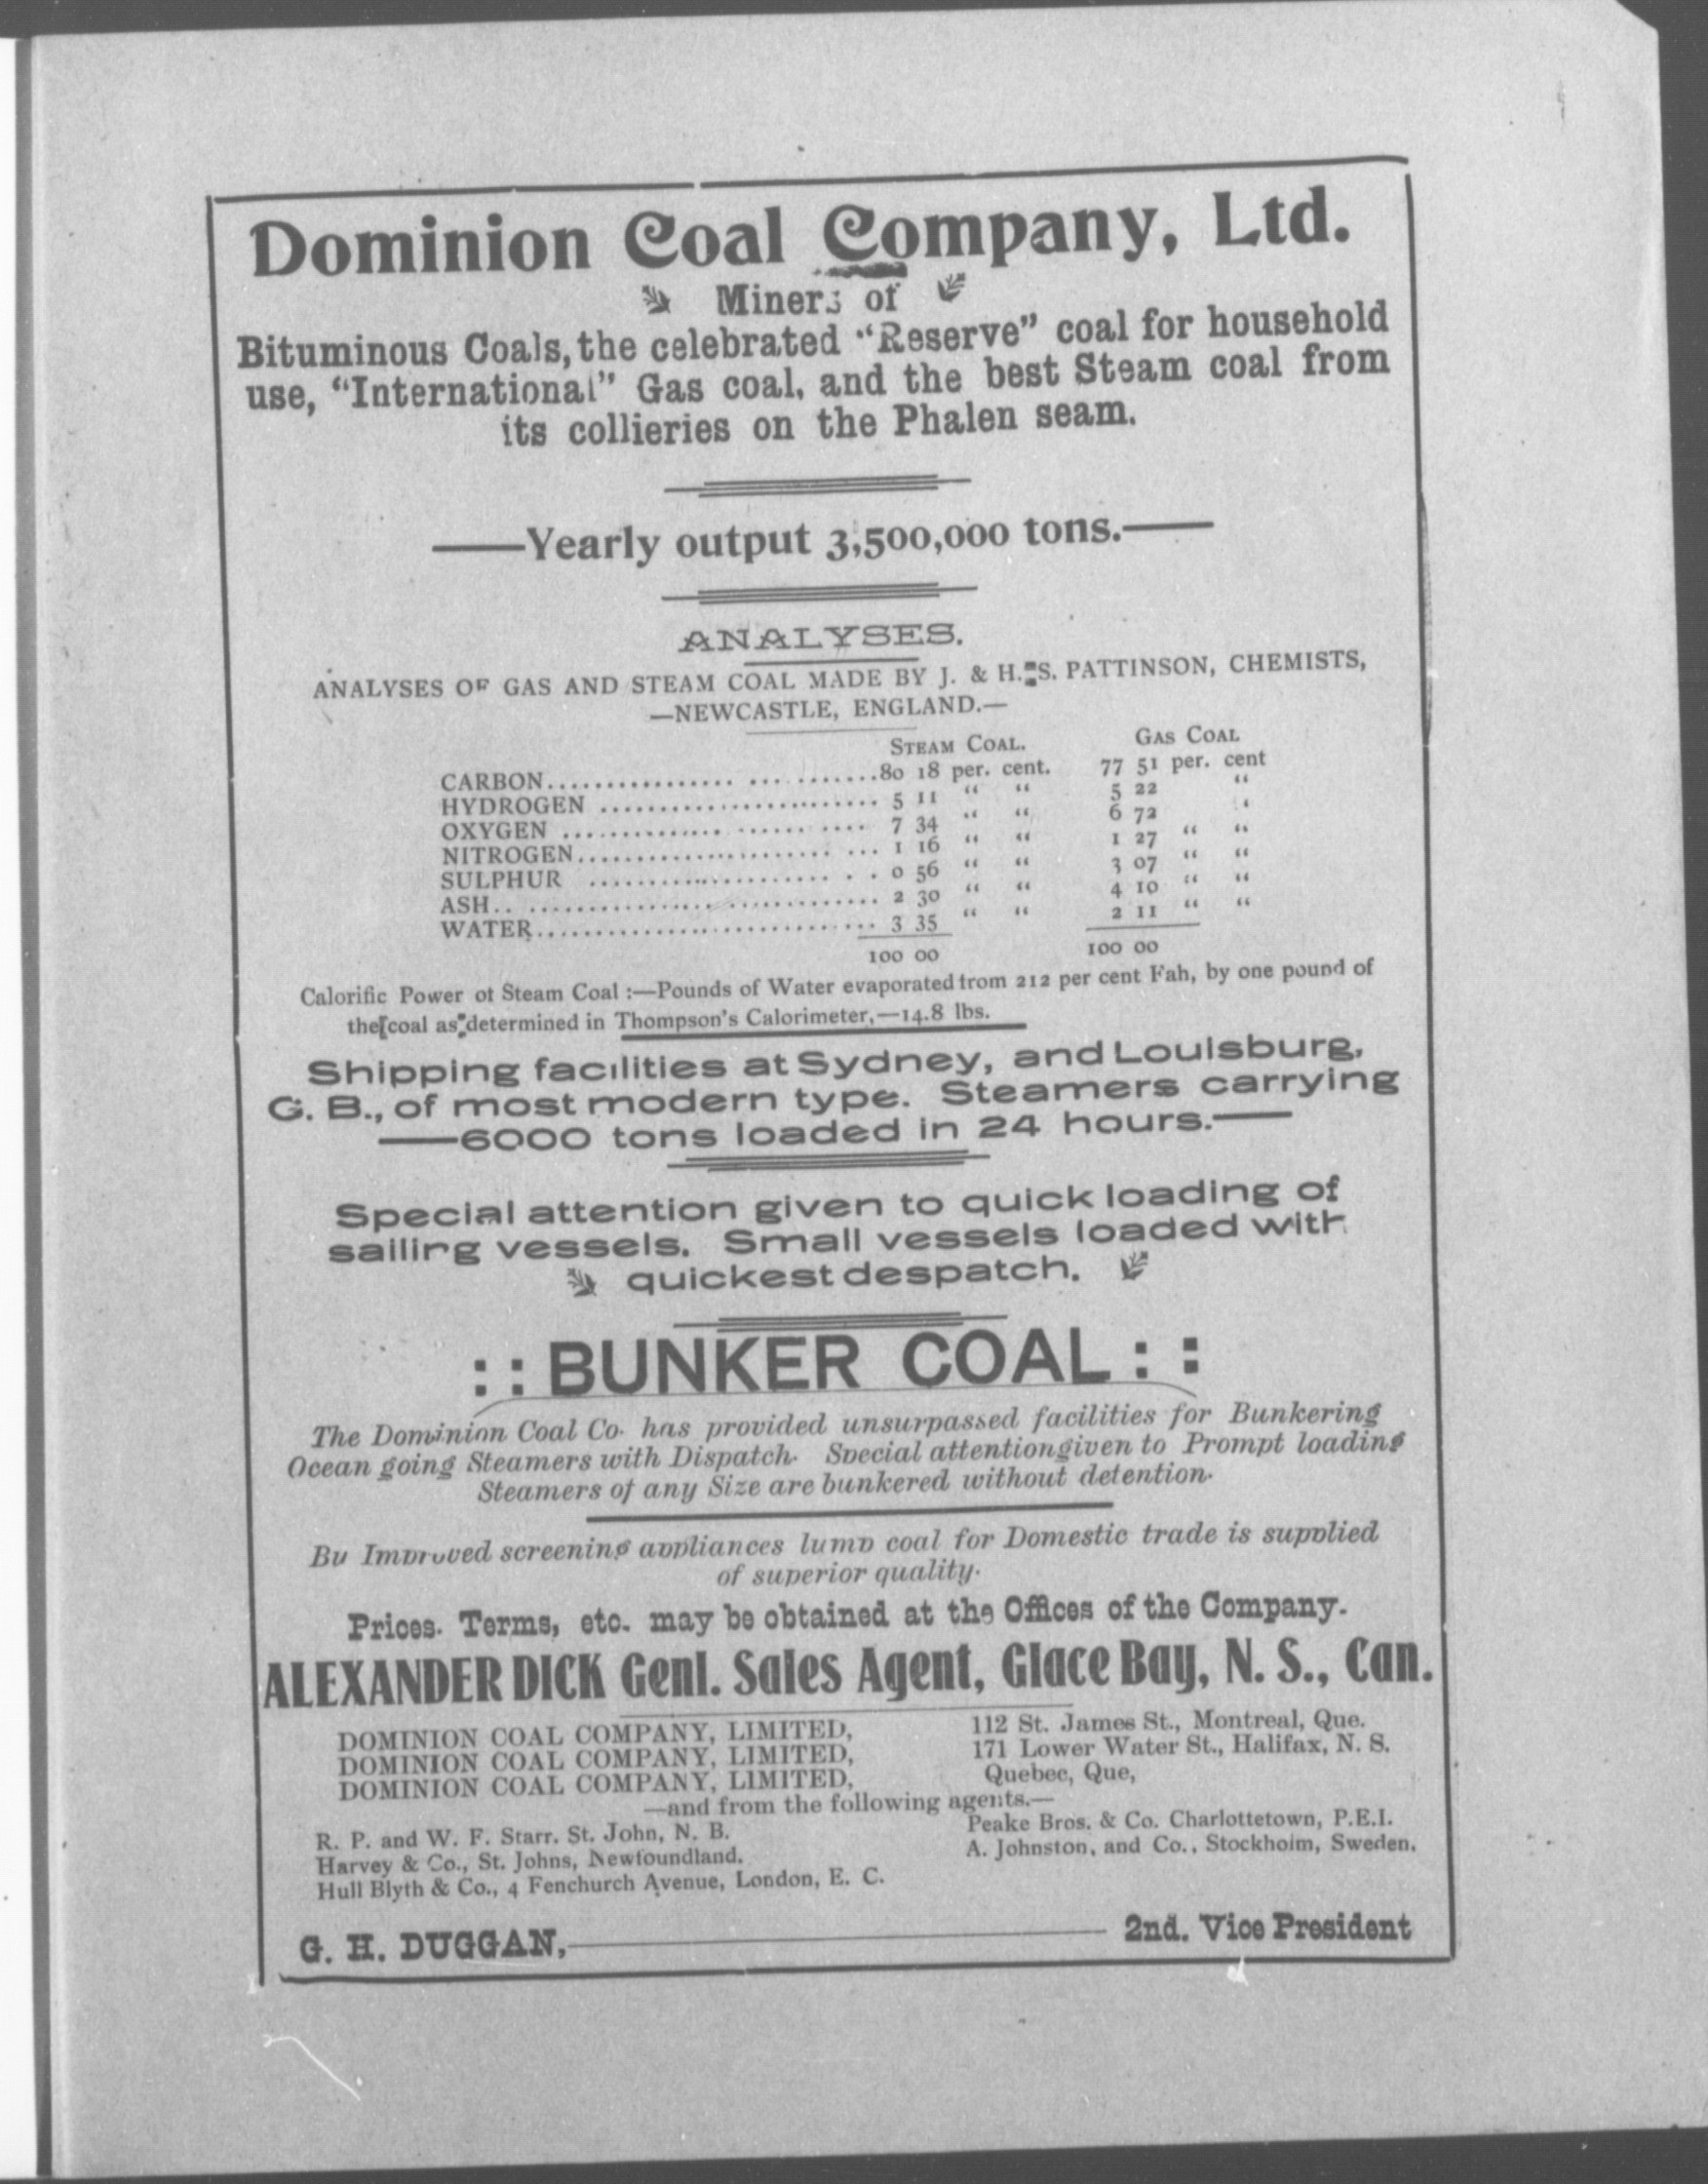 Dominion Coal Company, Ltd.
Miners of
Bituminous Coals, the celebrated "Reserve" coal for household
use, "International" Gas coal, and the best Steam coal from
its collieries on the Phalen seam.
—Yearly output 3,500,000 tons.—
ANALYSES.
ANALYSES OF GAS AND STEAM COAL MADE BY J. & H. S. PATTINSON, CHEMISTS,
—NEWCASTLE, ENGLAND.—
STEAM COAL. GAS COAL
CARBON............................80 18 per. cent. 77 51 per. cent
HYDROGEN ........................ 5 11 " " 5 22 "
OXYGEN .......................... 7 34 " " 6 72 "
NITROGEN......................... 1 16 " " 1 27 " "
SULPHUR ......................... 0 56 " " 3 07 " "
ASH.. ........................... 2 30 " " 4 10 " "
WATER............................ 3 35 " " 2 11 " "
100 00 100 00
Calorific Power of Steam Coal :—Pounds of Water evaporated from 212 per cent Fah, by one pound of
the coal as determined in Thompson's Calorimeter,—14.8 lbs.
Shipping facilities at Sydney, and Louisburg,
G. B., of most modern type. Steamers carrying
—6000 tons loaded in 24 hours.—
Special attention given to quick loading of
sailing vessels. Small vessels loaded with
quickest despatch.
: : BUNKER COAL : :
The Dominion Coal Co. has provided unsurpassed facilities for Bunkering
Ocean going Steamers with Dispatch. Special attentiongiven to Prompt loading
Steamers of any Size are bunkered without detention.
By Improved screening appliances lump coal for Domestic trade is supplied
of superior quality.
Prices. Terms, etc. may be obtained at the Offices of the Company.
ALEXANDER DICK Genl. Sales Agent, Glace Bay, N. S., Can.
DOMINION COAL COMPANY, LIMITED, 112 St. James St., Montreal, Que.
DOMINION COAL COMPANY, LIMITED, 171 Lower Water St., Halifax, N. S.
DOMINION COAL COMPANY, LIMITED, Quebec, Que,
—and from the following agents.—
R. P. and W. F. Starr. St. John, N. B. Peake Bros. & Co. Charlottetown, P.E.I.
Harvey & Co., St. Johns, Newfoundland. A. Johnston, and Co., Stockholm, Sweden.
Hull Blyth & Co., 4 Fenchurch Avenue, London, E. C.
G. H. DUGGAN,— 2nd. Vice President